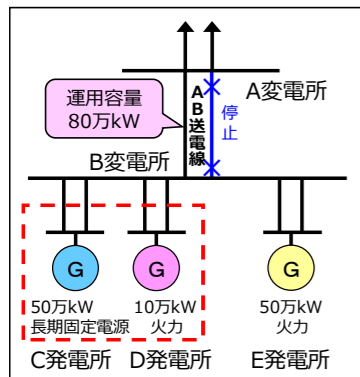 A変電所
運用容量
80万kW
AB送電線
停止
B変電所
G
G
G
50万kW
長期固定電源
10万kW
火力
50万kW
火力
C発電所
D発電所
E発電所